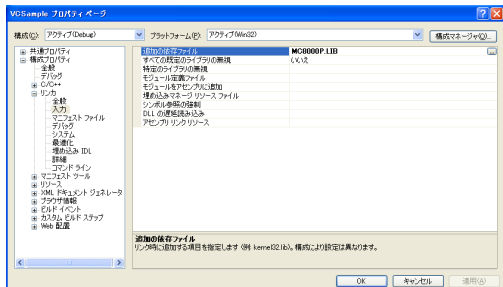 VCSample プロパティ ページ
構成(C): アクティブ(Debug) プラットフォーム(P): アクティブ(Win32) 構成マネージャ(O)...
共通プロパティ
構成プロパティ
全般
デバッグ
C/C++
リンカ
全般
入力
マニフェスト ファイル
デバッグ
システム
最適化
埋め込み IDL
詳細
コマンド ライン
マニフェスト ツール
リソース
XML ドキュメント ジェネレータ
ブラウザ情報
ビルド イベント
カスタム ビルド ステップ
Web 配置
追加の依存ファイル MC8000P.LIB ...
すべての既定のライブラリの無視 いいえ
特定のライブラリの無視
モジュール定義ファイル
モジュールをアセンブリに追加
埋め込みマネージ リソース ファイル
シンボル参照の強制
DLL の遅延読み込み
アセンブリ リンク リソース
追加の依存ファイル
リンク時に追加する項目を指定します (例: kernel32.lib)。構成により設定は異なります。
OK キャンセル 適用(A)